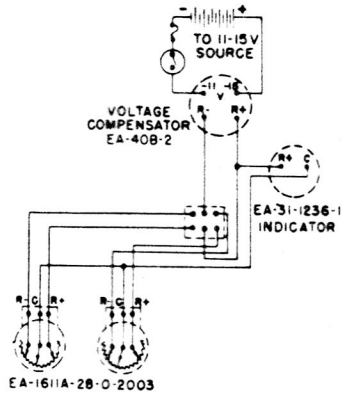 - +
TO 11-15V
SOURCE
-11 -15
V
R- R+
VOLTAGE
COMPENSATOR
EA-40B-2
R+ C
EA-31-1236-1
INDICATOR
R- C R+ R- C R+
EA-1611A-28-0-2003